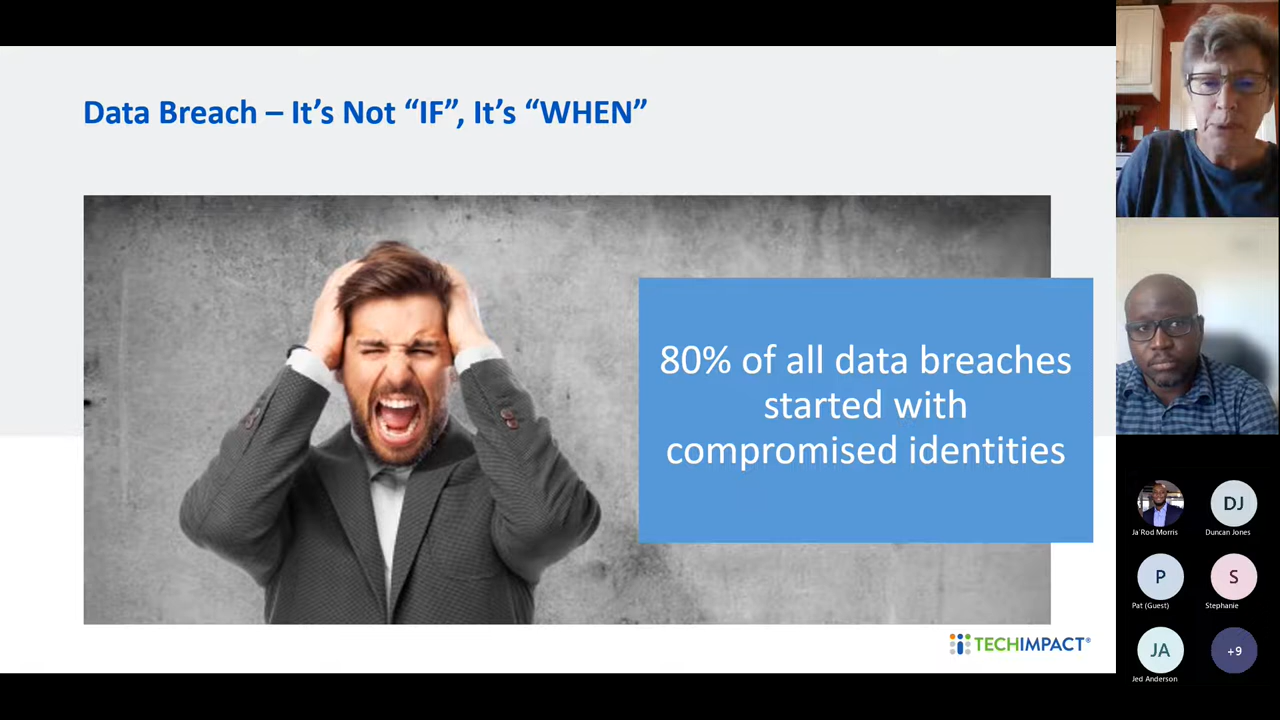 Data Breach – It’s Not “IF”, It’s “WHEN”
80% of all data breaches
started with
compromised identities
TECHIMPACT®
Ja'Rod Morris
DJ
Duncan Jones
P
Pat (Guest)
S
Stephanie
JA
Jed Anderson
+9